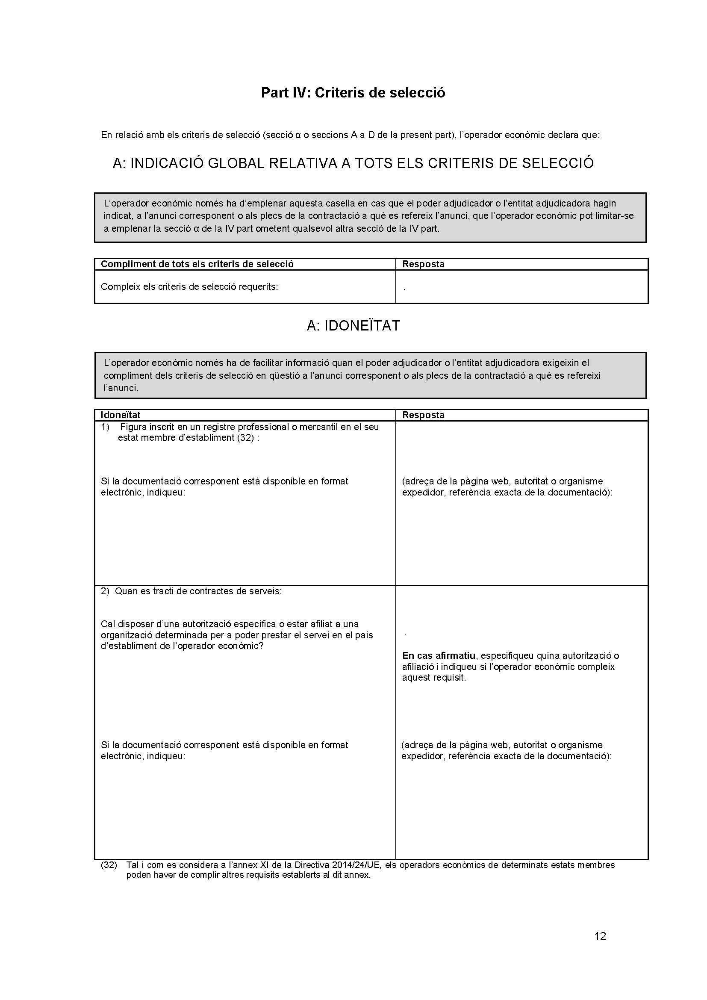 Part IV: Criteris de selecció
En relació amb els criteris de selecció (secció α o seccions A a D de la present part), l’operador econòmic declara que:
A: INDICACIÓ GLOBAL RELATIVA A TOTS ELS CRITERIS DE SELECCIÓ
L’operador econòmic només ha d’emplenar aquesta casella en cas que el poder adjudicador o l’entitat adjudicadora hagin
indicat, a l’anunci corresponent o als plecs de la contractació a què es refereix l’anunci, que l’operador econòmic pot limitar-se
a emplenar la secció α de la IV part ometent qualsevol altra secció de la IV part.
Compliment de tots els criteris de selecció
Resposta
Compleix els criteris de selecció requerits:
.
A: IDONEÏTAT
L’operador econòmic només ha de facilitar informació quan el poder adjudicador o l’entitat adjudicadora exigeixin el
compliment dels criteris de selecció en qüestió a l’anunci corresponent o als plecs de la contractació a què es refereixi
l’anunci.
Idoneïtat
Resposta
1) Figura inscrit en un registre professional o mercantil en el seu
estat membre d’establiment (32) :
Si la documentació corresponent està disponible en format
electrònic, indiqueu:
(adreça de la pàgina web, autoritat o organisme
expedidor, referència exacta de la documentació):
2) Quan es tracti de contractes de serveis:
Cal disposar d’una autorització específica o estar afiliat a una
organització determinada per a poder prestar el servei en el país
d’establiment de l’operador econòmic?
.
En cas afirmatiu, especifiqueu quina autorització o
afiliació i indiqueu si l’operador econòmic compleix
aquest requisit.
Si la documentació corresponent està disponible en format
electrònic, indiqueu:
(adreça de la pàgina web, autoritat o organisme
expedidor, referència exacta de la documentació):
(32) Tal i com es considera a l’annex XI de la Directiva 2014/24/UE, els operadors econòmics de determinats estats membres
poden haver de complir altres requisits establerts al dit annex.
12